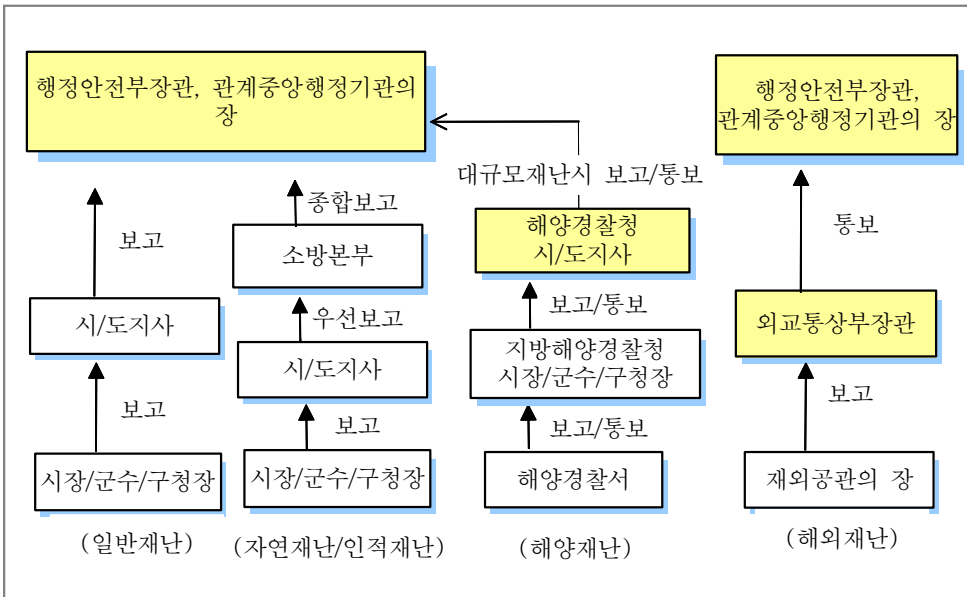 행정안전부장관, 관계중앙행정기관의
장
행정안전부장관,
관계중앙행정기관의 장
대규모재난시 보고/통보
종합보고
보고
통보
소방본부
해양경찰청
시/도지사
시/도지사
우선보고
보고/통보
외교통상부장관
시/도지사
지방해양경찰청
시장/군수/구청장
보고
보고
보고/통보
보고
시장/군수/구청장
시장/군수/구청장
해양경찰서
재외공관의 장
(일반재난)
(자연재난/인적재난)
(해양재난)
(해외재난)